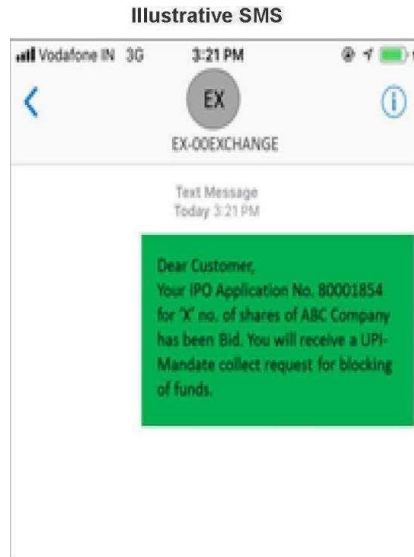 Illustrative SMS
Vodafone IN 3G 3:21 PM
EX
EX-OOEXCHANGE
Text Message
Today 3:21 PM
Dear Customer,
Your IPO Application No. 80001854
for 'X' no. of shares of ABC Company
has been Bid. You will receive a UPI-
Mandate collect request for blocking
of funds.